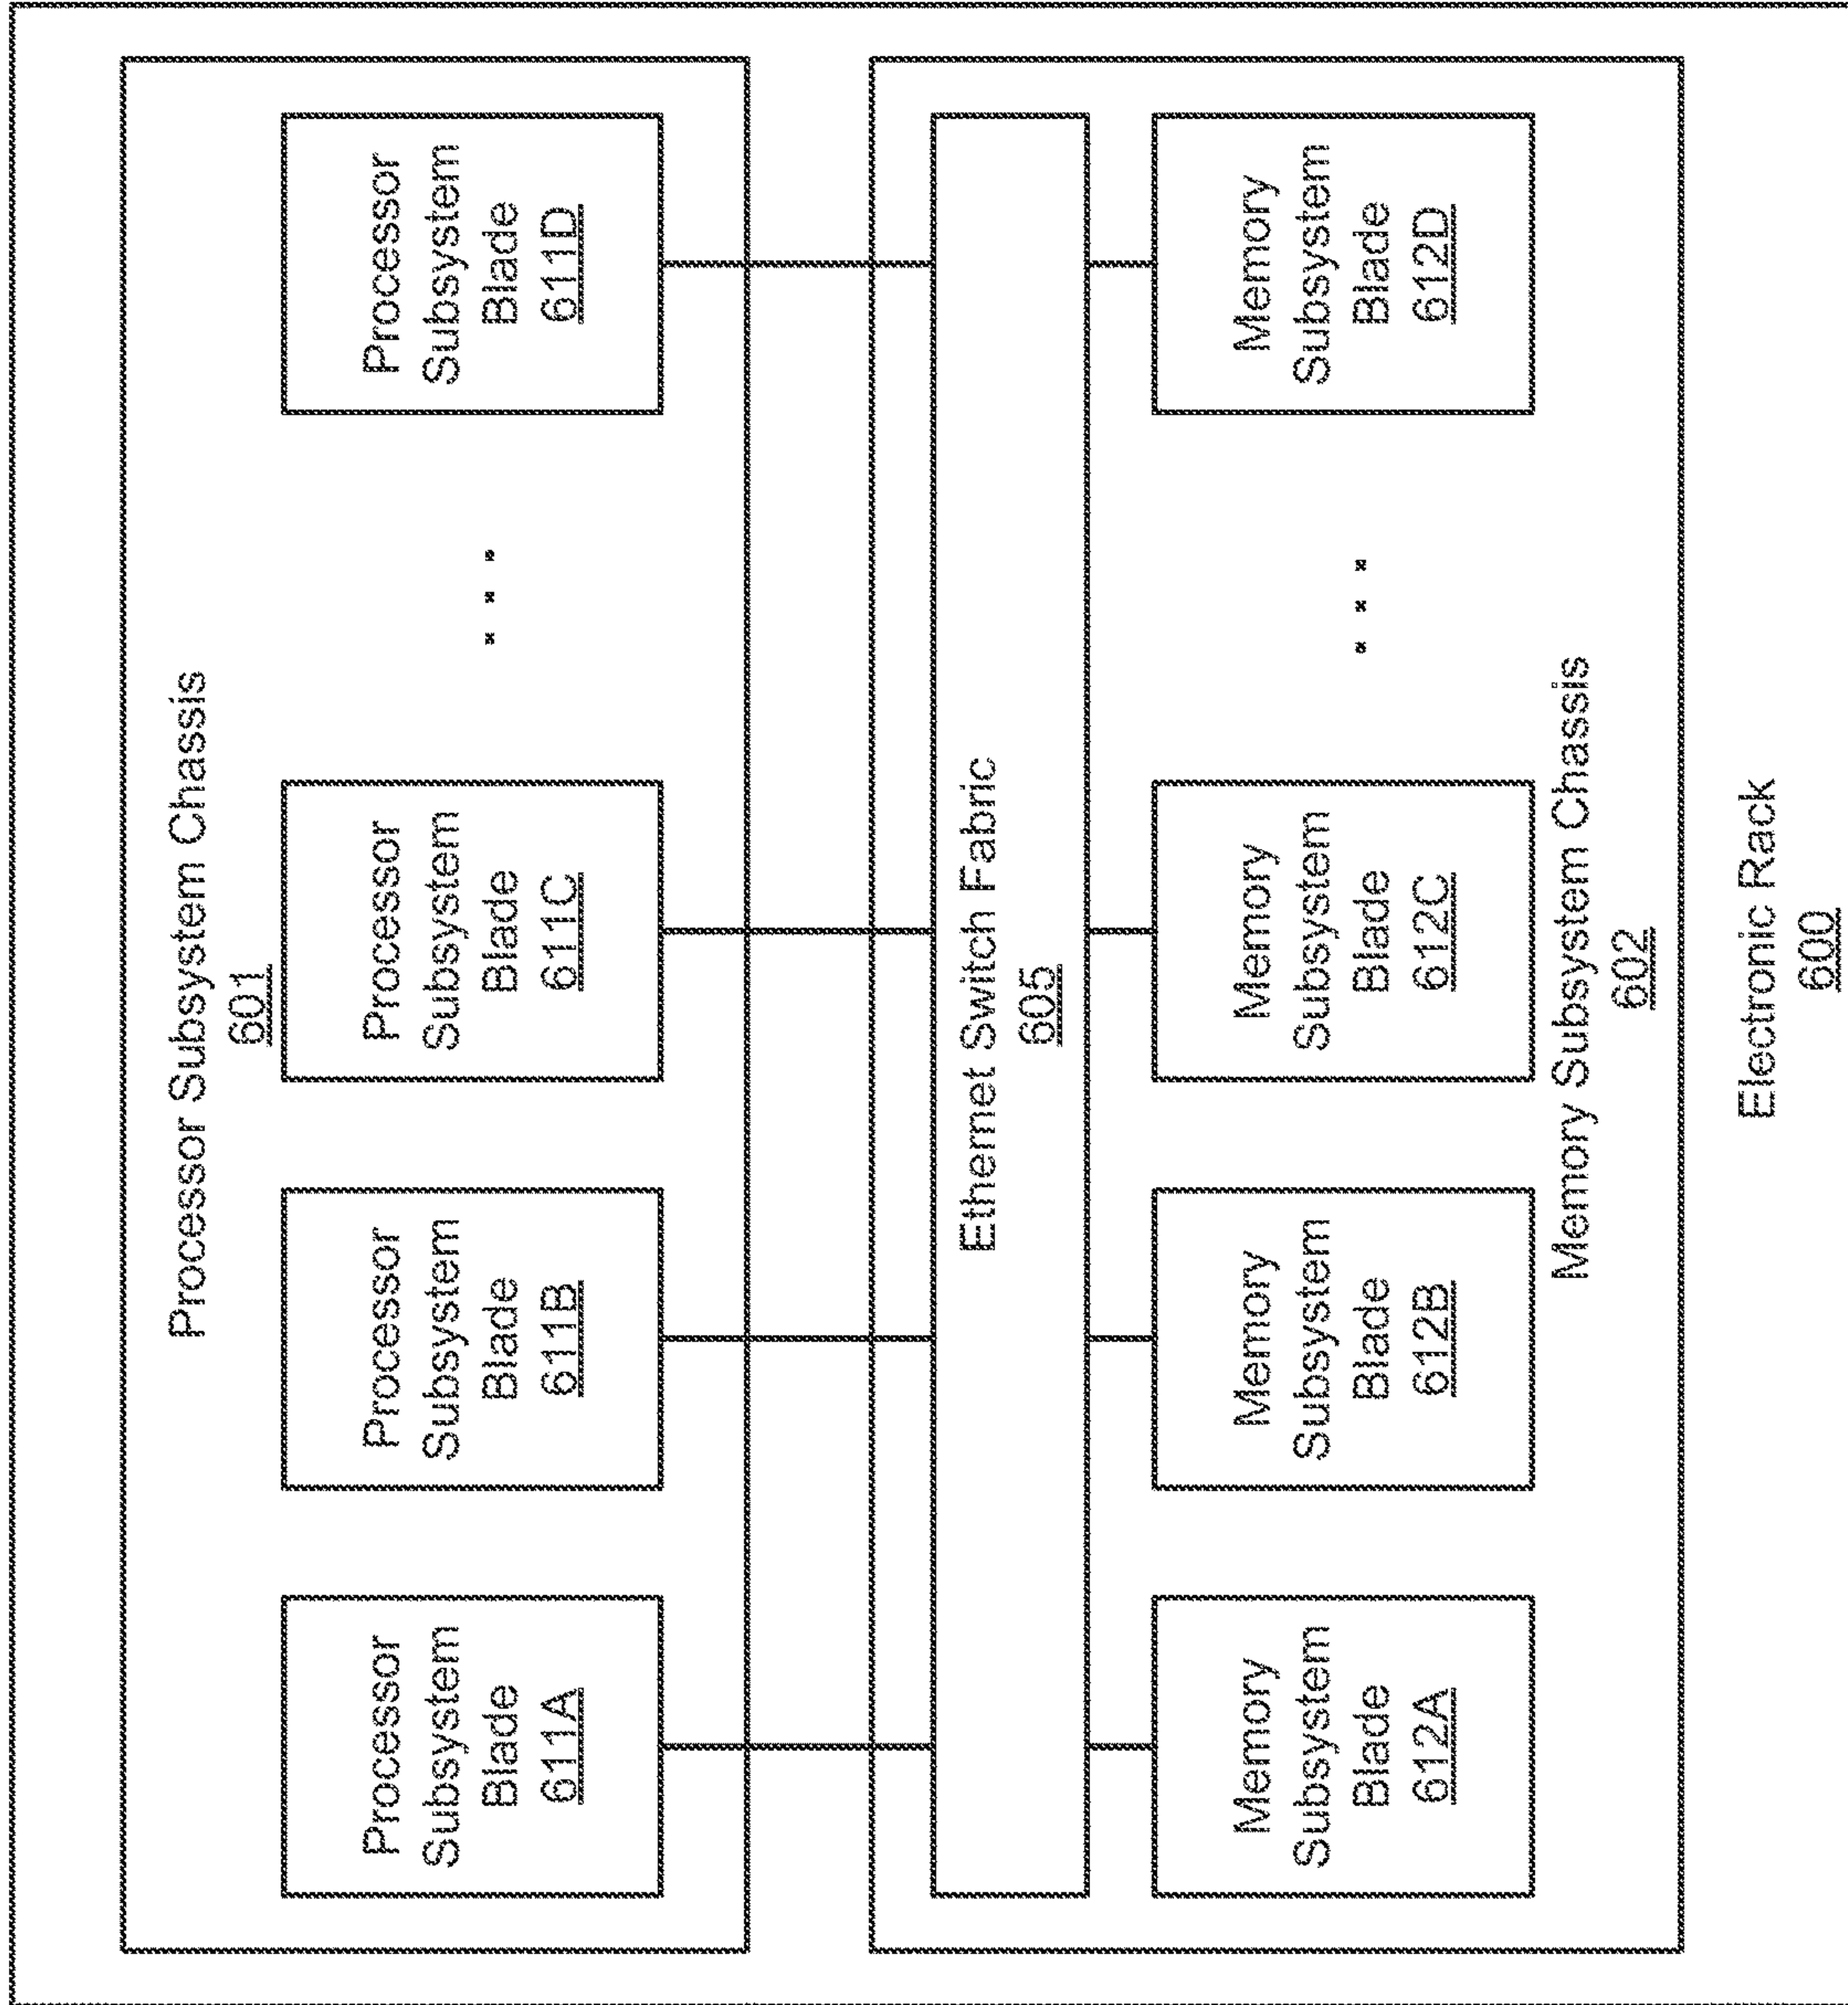 Processor Subsystem Chassis
601
Processor
Subsystem
Blade
611A
Processor
Subsystem
Blade
611B
Processor
Subsystem
Blade
611C
. . .
Processor
Subsystem
Blade
611D
Ethernet Switch Fabric
605
Memory
Subsystem
Blade
612A
Memory
Subsystem
Blade
612B
Memory
Subsystem
Blade
612C
. . .
Memory
Subsystem
Blade
612D
Memory Subsystem Chassis
602
Electronic Rack
600